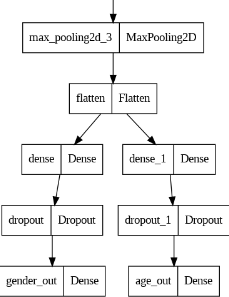 max_pooling2d_3 MaxPooling2D
flatten Flatten
dense Dense dense_1 Dense
dropout Dropout dropout_1 Dropout
gender_out Dense age_out Dense